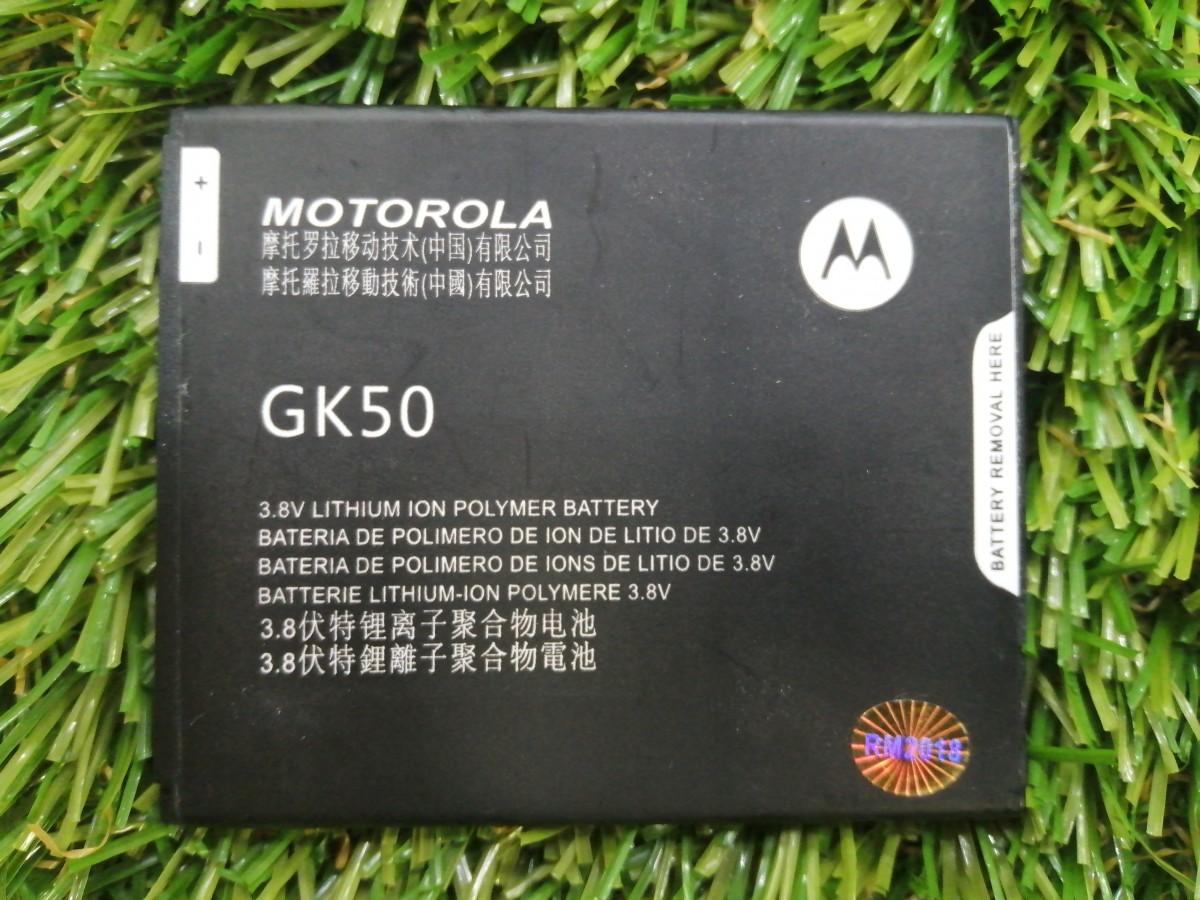 +
-
MOTOROLA
摩托罗拉移动技术(中国)有限公司
摩托羅拉移動技術(中國)有限公司
GK50
3.8V LITHIUM ION POLYMER BATTERY
BATERIA DE POLIMERO DE ION DE LITIO DE 3.8V
BATERIA DE POLIMERO DE IONS DE LITIO DE 3.8V
BATTERIE LITHIUM-ION POLYMERE 3.8V
3.8伏特锂离子聚合物电池
3.8伏特鋰離子聚合物電池
BATTERY REMOVAL HERE
RM2018